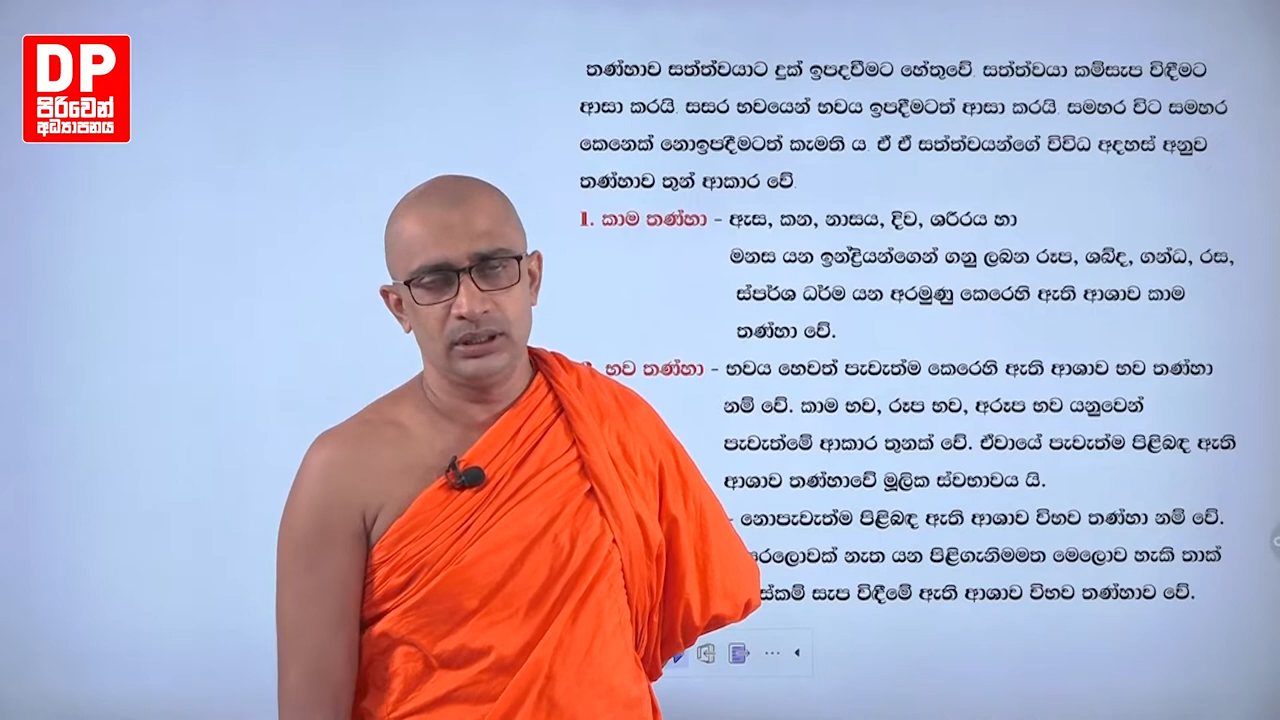 DP
පිරිවෙන්
අධ්‍යාපනය
තණ්හාව සත්ත්වයාට දුක් ඉපදවීමට හේතුවේ. සත්ත්වයා කම්සැප විඳීමට
ආසා කරයි. සසර භවයෙන් භවය ඉපදීමටත් ආසා කරයි. සමහර විට සමහර
කෙනෙක් නොඉපදීමටත් කැමති ය. ඒ ඒ සත්ත්වයන්ගේ විවිධ අදහස් අනුව
තණ්හාව තුන් ආකාර වේ.
1. කාම තණ්හා - ඇස, කන, නාසය, දිව, ශරීරය හා
මනස යන ඉන්ද්‍රියන්ගෙන් ගනු ලබන රූප, ශබ්ද, ගන්ධ, රස,
ස්පර්ශ ධර්ම යන අරමුණු කෙරෙහි ඇති ආශාව කාම
තණ්හා වේ.
භව තණ්හා - භවය හෙවත් පැවැත්ම කෙරෙහි ඇති ආශාව භව තණ්හා
නම් වේ. කාම භව, රූප භව, අරූප භව යනුවෙන්
පැවැත්මේ ආකාර තුනක් වේ. ඒවායේ පැවැත්ම පිළිබඳ ඇති
ආශාව තණ්හාවේ මූලික ස්වභාවය යි.
- නොපැවැත්ම පිළිබඳ ඇති ආශාව විභව තණ්හා නම් වේ.
නැත යන පිළිගැනීමමත මෙලොව හැකි තාක්
සැප විඳීමේ ඇති ආශාව විභව තණ්හාව වේ.